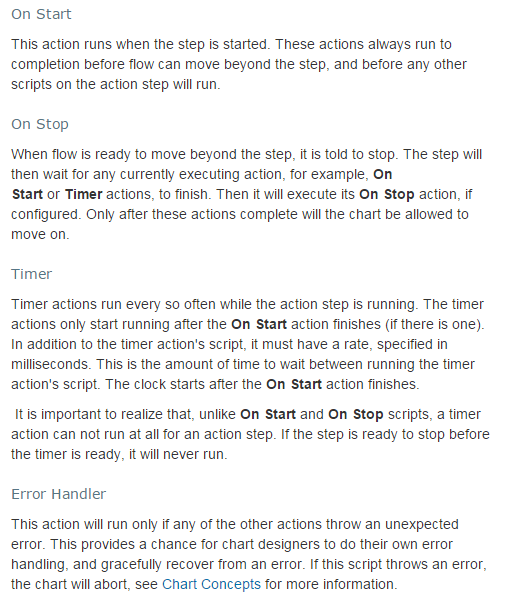 On Start
This action runs when the step is started. These actions always run to
completion before flow can move beyond the step, and before any other
scripts on the action step will run.
On Stop
When flow is ready to move beyond the step, it is told to stop. The step will
then wait for any currently executing action, for example, On
Start or Timer actions, to finish. Then it will execute its On Stop action, if
configured. Only after these actions complete will the chart be allowed to
move on.
Timer
Timer actions run every so often while the action step is running. The timer
actions only start running after the On Start action finishes (if there is one).
In addition to the timer action's script, it must have a rate, specified in
milliseconds. This is the amount of time to wait between running the timer
action's script. The clock starts after the On Start action finishes.
It is important to realize that, unlike On Start and On Stop scripts, a timer
action can not run at all for an action step. If the step is ready to stop before
the timer is ready, it will never run.
Error Handler
This action will run only if any of the other actions throw an unexpected
error. This provides a chance for chart designers to do their own error
handling, and gracefully recover from an error. If this script throws an error,
the chart will abort, see Chart Concepts for more information.